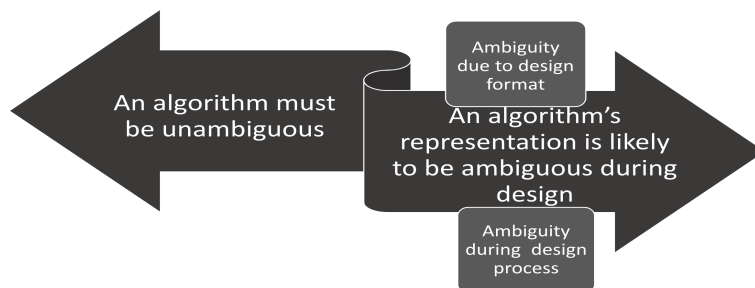 An algorithm must
be unambiguous
Ambiguity
due to design
format
An algorithm's
representation is likely
to be ambiguous during
design
Ambiguity
during design
process